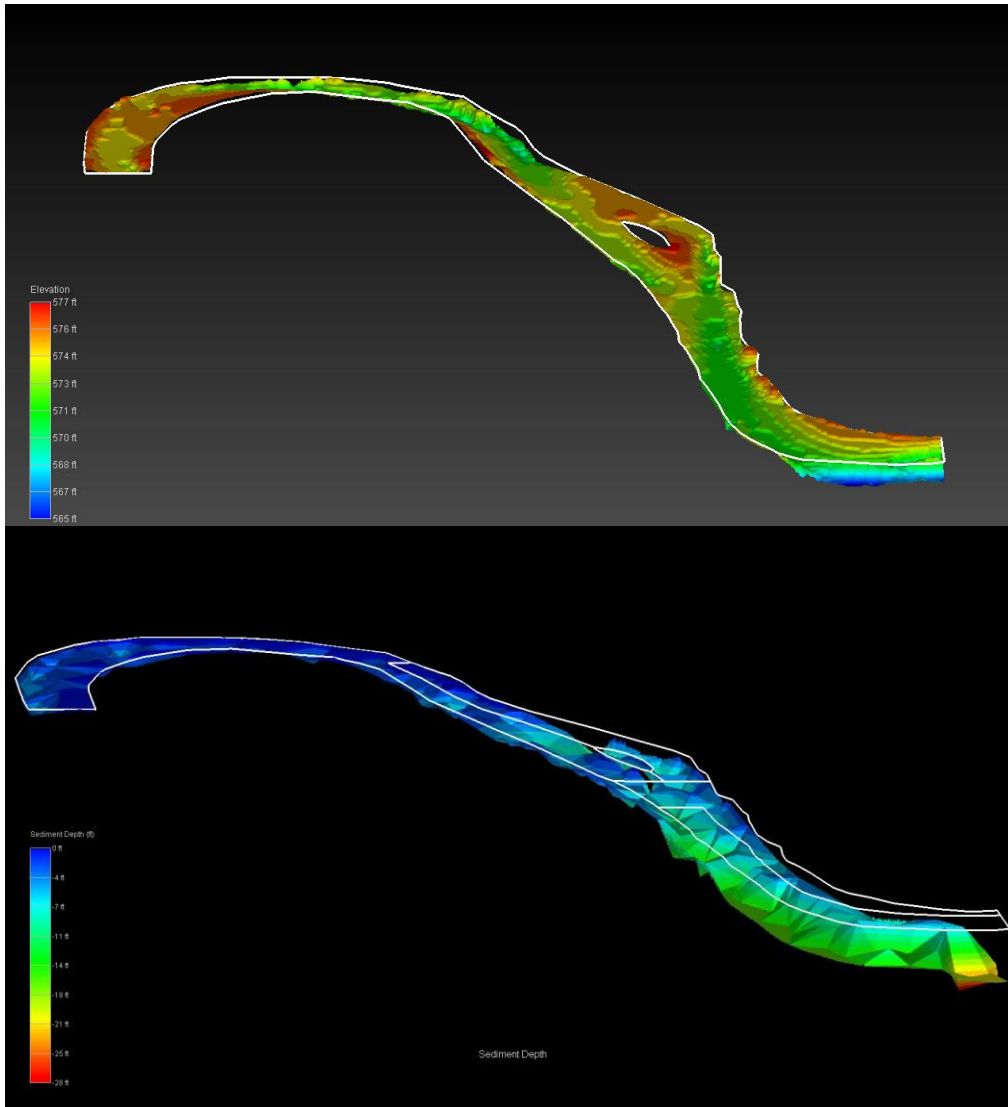 Elevation
577 ft
576 ft
574 ft
573 ft
571 ft
570 ft
568 ft
567 ft
565 ft
Sediment Depth (ft)
0 ft
-4 ft
-7 ft
-11 ft
-14 ft
-18 ft
-21 ft
-25 ft
-28 ft
Sediment Depth